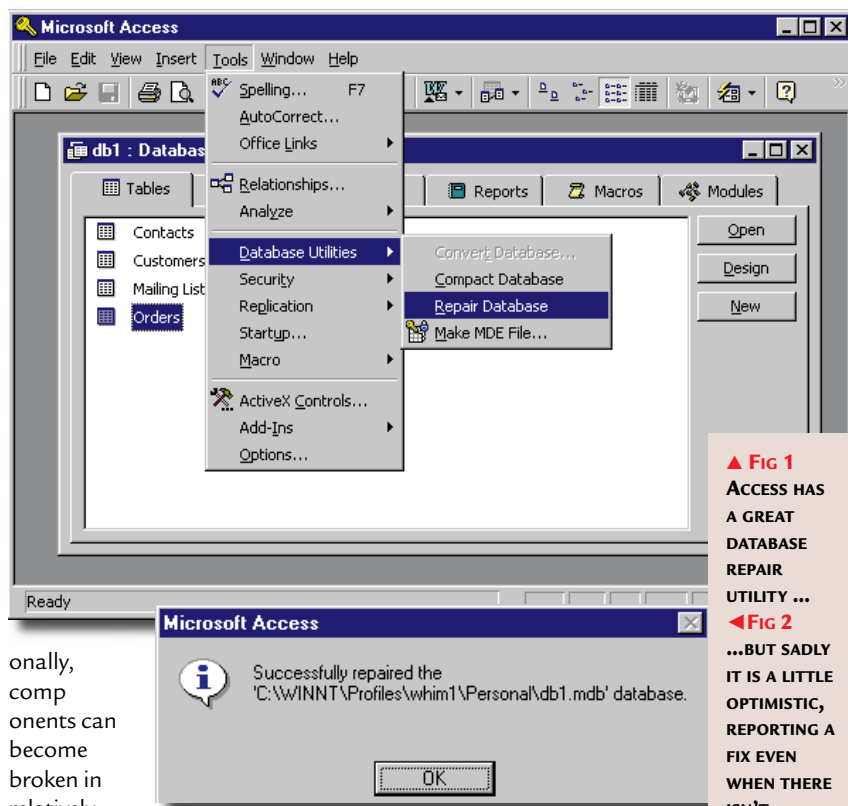 Microsoft Access
File Edit View Insert Tools Window Help
ABC Spelling... F7
AutoCorrect...
Office Links
Relationships...
Analyze
Database Utilities
Security
Replication
Startup...
Macro
ActiveX Controls...
Add-Ins
Options...
Convert Database...
Compact Database
Repair Database
Make MDE File...
db1 : Databas
Tables Reports Macros Modules
Contacts
Customers
Mailing List
Orders
Open
Design
New
Ready
Microsoft Access
Successfully repaired the
'C:\WINNT\Profiles\whim1\Personal\db1.mdb' database.
OK
▲ FIG 1
ACCESS HAS
A GREAT
DATABASE
REPAIR
UTILITY ...
◄FIG 2
...BUT SADLY
IT IS A LITTLE
OPTIMISTIC,
REPORTING A
FIX EVEN
WHEN THERE
ISN'T
onally,
comp
onents can
become
broken in
relatively